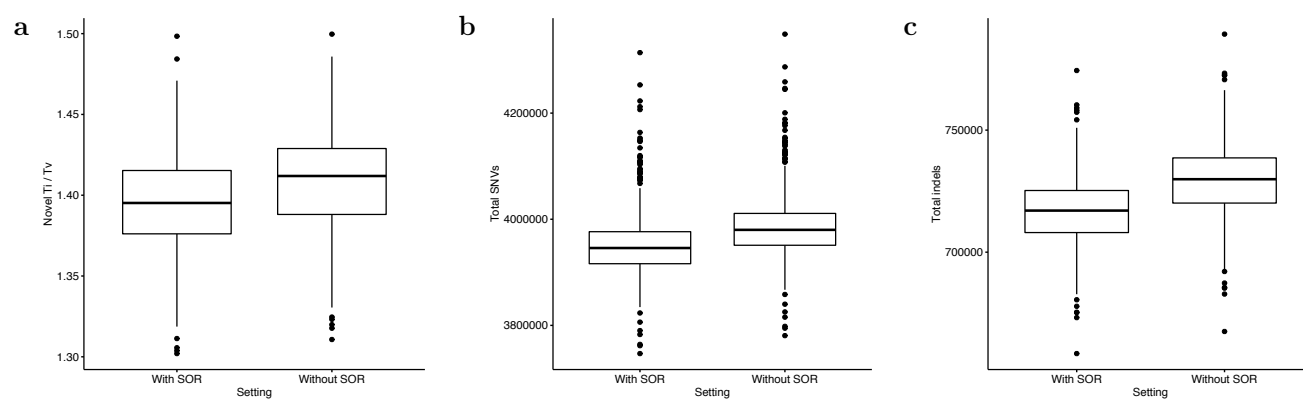 a
Novel Ti / Tv
1.50
1.45
1.40
1.35
1.30
With SOR
Without SOR
Setting
b
Total SNVs
4200000
4000000
3800000
With SOR
Without SOR
Setting
c
Total indels
750000
700000
With SOR
Without SOR
Setting